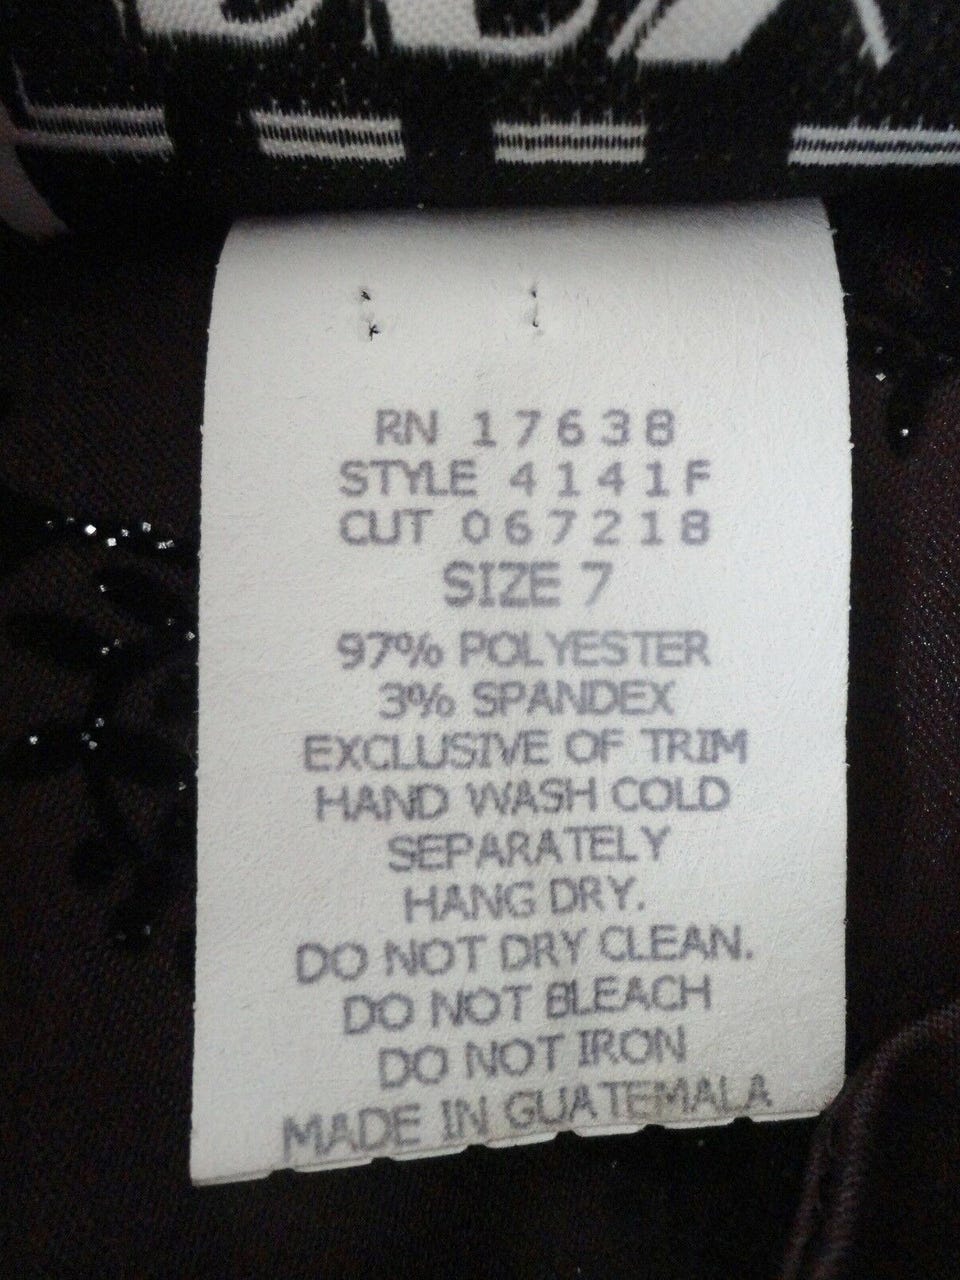 RN 17638
STYLE 4141F
CUT 067218
SIZE 7
97% POLYESTER
3% SPANDEX
EXCLUSIVE OF TRIM
HAND WASH COLD
SEPARATELY
HANG DRY.
DO NOT DRY CLEAN.
DO NOT BLEACH
DO NOT IRON
MADE IN GUATEMALA